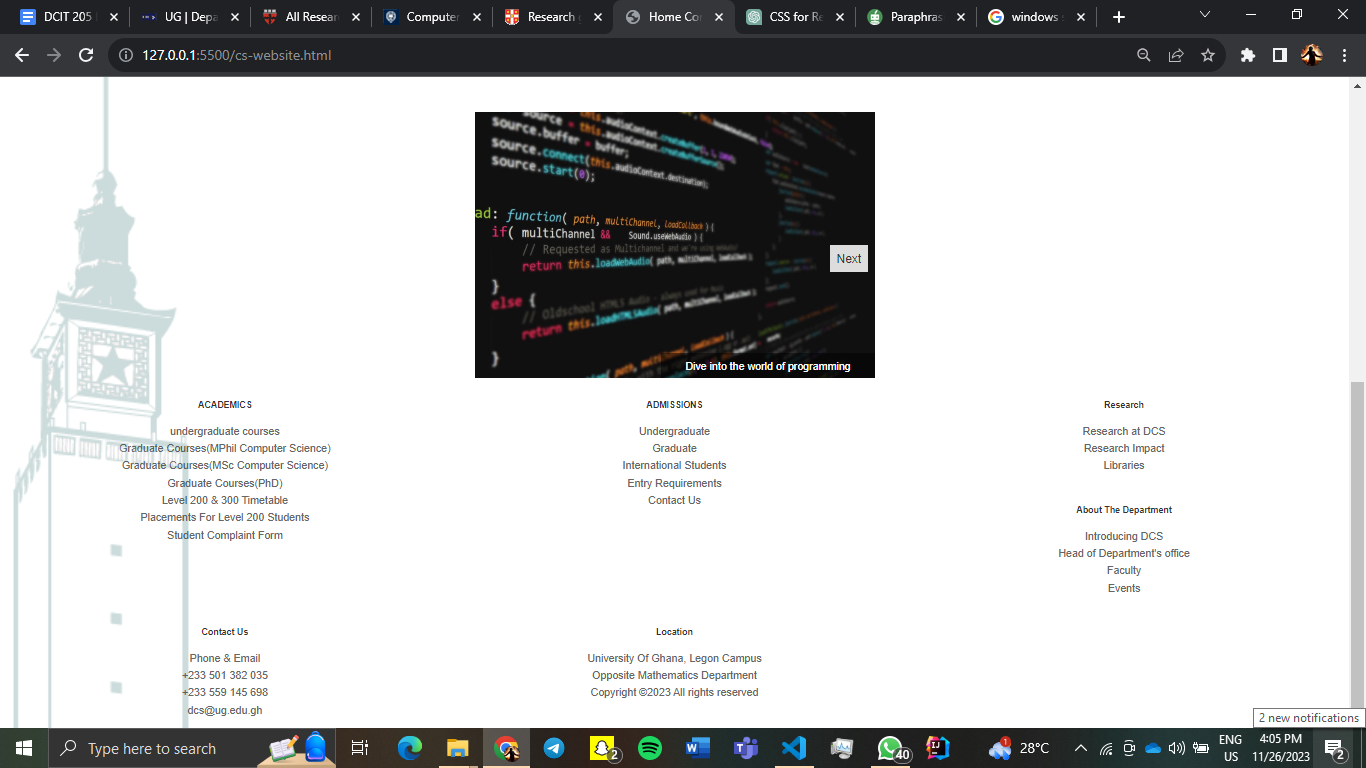 DCIT 205
UG | Depa
All Resear
Computer
Research
Home Co
CSS for Re
Paraphras
windows
127.0.0.1:5500/cs-website.html
source.buffer = buffer;
source.connect(this.audioContext.destination);
source.start(0);
ad: function( path, multiChannel, loadCallback ) {
if( multiChannel && Sound.useWebAudio ) {
// Requested as Multichannel and we're using WebAudio
return this.loadWebAudio( path, multiChannel, loadCallback );
}
else {
// Oldschool HTML5 Audio - always used for Music
return this.loadHTML5Audio( path, multiChannel, loadCallback );
}
Next
Dive into the world of programming
ACADEMICS
undergraduate courses
Graduate Courses(MPhil Computer Science)
Graduate Courses(MSc Computer Science)
Graduate Courses(PhD)
Level 200 & 300 Timetable
Placements For Level 200 Students
Student Complaint Form
ADMISSIONS
Undergraduate
Graduate
International Students
Entry Requirements
Contact Us
Research
Research at DCS
Research Impact
Libraries
About The Department
Introducing DCS
Head of Department's office
Faculty
Events
Contact Us
Phone & Email
+233 501 382 035
+233 559 145 698
dcs@ug.edu.gh
Location
University Of Ghana, Legon Campus
Opposite Mathematics Department
Copyright ©2023 All rights reserved
2 new notifications
Type here to search
2
40
1
28°C
ENG
US
4:05 PM
11/26/2023
2